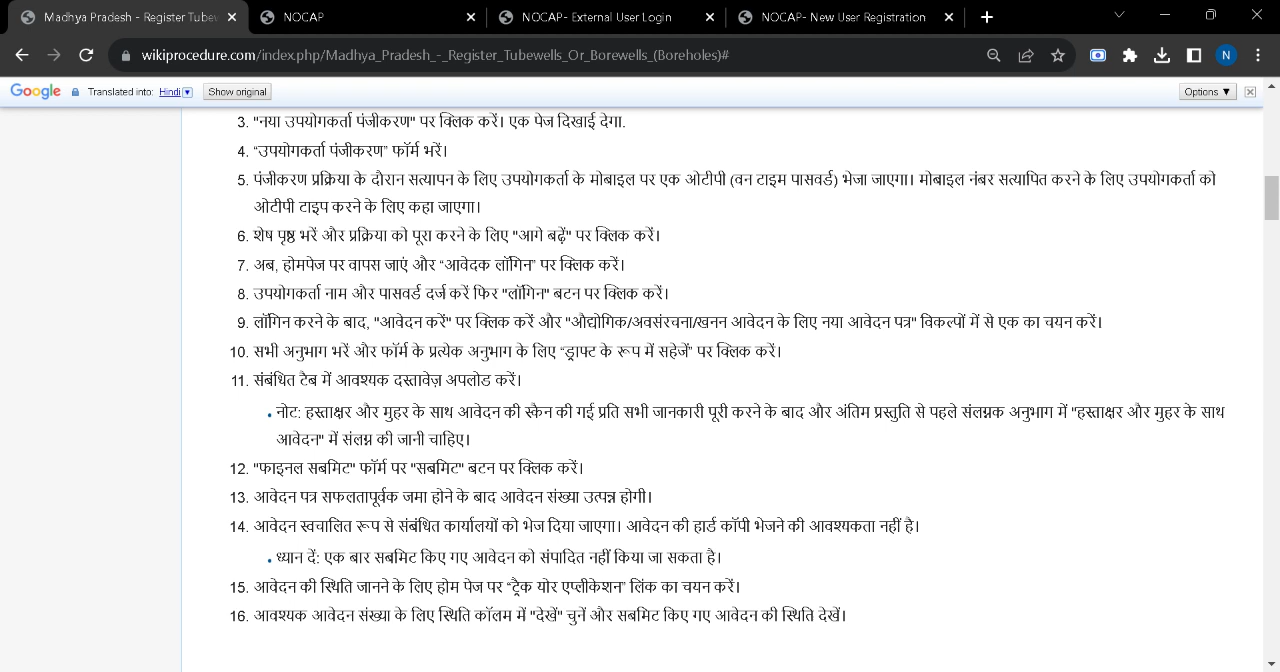 Madhya Pradesh - Register Tubew
NOCAP
NOCAP- External User Login
NOCAP- New User Registration
wikiprocedure.com/index.php/Madhya_Pradesh_-_Register_Tubewells_Or_Borewells_(Boreholes)#
N
Google Translated into: Hindi Show original Options ▼
3. "नया उपयोगकर्ता पंजीकरण" पर क्लिक करें। एक पेज दिखाई देगा.
4. “उपयोगकर्ता पंजीकरण” फॉर्म भरें।
5. पंजीकरण प्रक्रिया के दौरान सत्यापन के लिए उपयोगकर्ता के मोबाइल पर एक ओटीपी (वन टाइम पासवर्ड) भेजा जाएगा। मोबाइल नंबर सत्यापित करने के लिए उपयोगकर्ता को
ओटीपी टाइप करने के लिए कहा जाएगा।
6. शेष पृष्ठ भरें और प्रक्रिया को पूरा करने के लिए "आगे बढ़ें" पर क्लिक करें।
7. अब, होमपेज पर वापस जाएं और “आवेदक लॉगिन” पर क्लिक करें।
8. उपयोगकर्ता नाम और पासवर्ड दर्ज करें फिर "लॉगिन" बटन पर क्लिक करें।
9. लॉगिन करने के बाद, "आवेदन करें" पर क्लिक करें और "औद्योगिक/अवसंरचना/खनन आवेदन के लिए नया आवेदन पत्र" विकल्पों में से एक का चयन करें।
10. सभी अनुभाग भरें और फॉर्म के प्रत्येक अनुभाग के लिए “ड्राफ्ट के रूप में सहेजें” पर क्लिक करें।
11. संबंधित टैब में आवश्यक दस्तावेज़ अपलोड करें।
• नोट: हस्ताक्षर और मुहर के साथ आवेदन की स्कैन की गई प्रति सभी जानकारी पूरी करने के बाद और अंतिम प्रस्तुति से पहले संलग्नक अनुभाग में "हस्ताक्षर और मुहर के साथ
आवेदन" में संलग्न की जानी चाहिए।
12. "फाइनल सबमिट" फॉर्म पर "सबमिट" बटन पर क्लिक करें।
13. आवेदन पत्र सफलतापूर्वक जमा होने के बाद आवेदन संख्या उत्पन्न होगी।
14. आवेदन स्वचालित रूप से संबंधित कार्यालयों को भेज दिया जाएगा। आवेदन की हार्ड कॉपी भेजने की आवश्यकता नहीं है।
• ध्यान दें: एक बार सबमिट किए गए आवेदन को संपादित नहीं किया जा सकता है।
15. आवेदन की स्थिति जानने के लिए होम पेज पर “ट्रैक योर एप्लीकेशन” लिंक का चयन करें।
16. आवश्यक आवेदन संख्या के लिए स्थिति कॉलम में "देखें" चुनें और सबमिट किए गए आवेदन की स्थिति देखें।